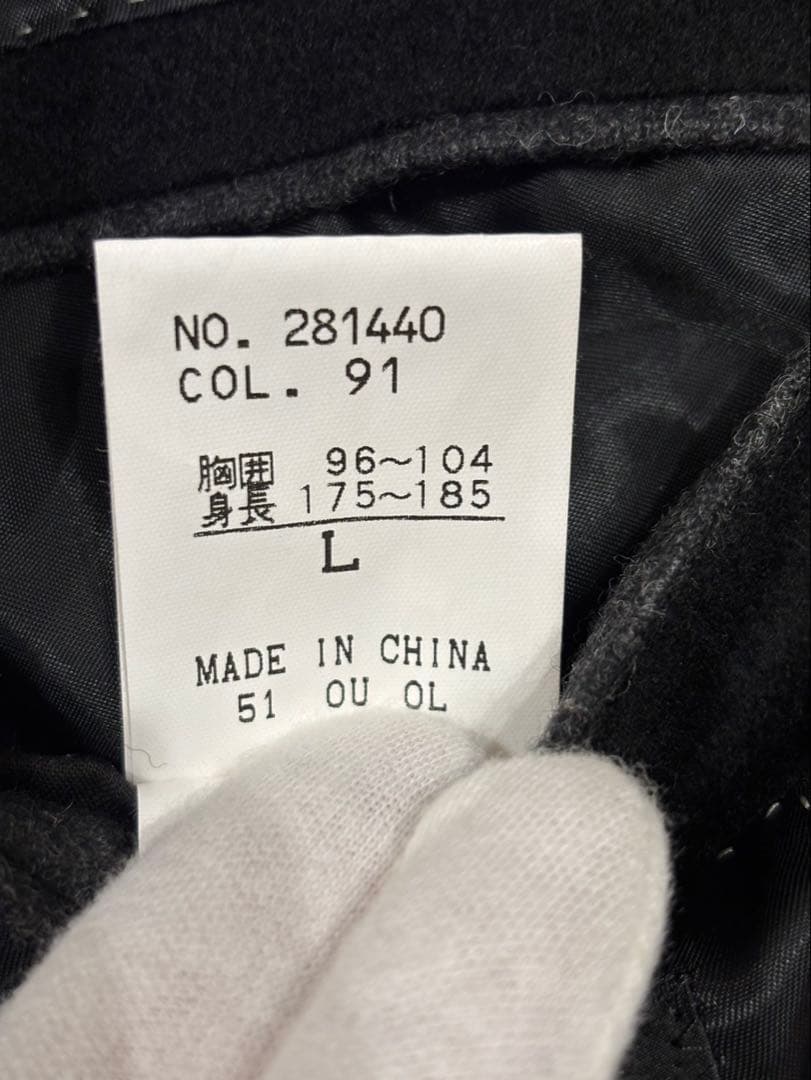 NO. 281440
COL. 91
胸囲 96~104
身長 175~185
L
MADE IN CHINA
51 OU OL